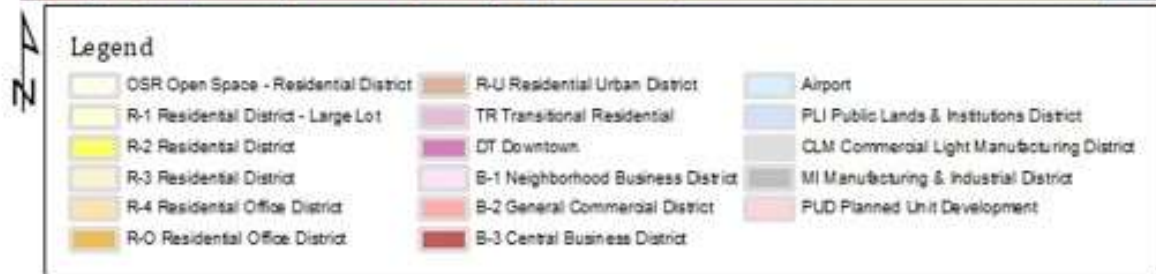 N
Legend
OSR Open Space - Residential District
R-1 Residential District - Large Lot
R-2 Residential District
R-3 Residential District
R-4 Residential Office District
R-O Residential Office District
R-U Residential Urban District
TR Transitional Residential
DT Downtown
B-1 Neighborhood Business District
B-2 General Commercial District
B-3 Central Business District
Airport
PLI Public Lands & Institutions District
CLM Commercial Light Manufacturing District
MI Manufacturing & Industrial District
PUD Planned Unit Development